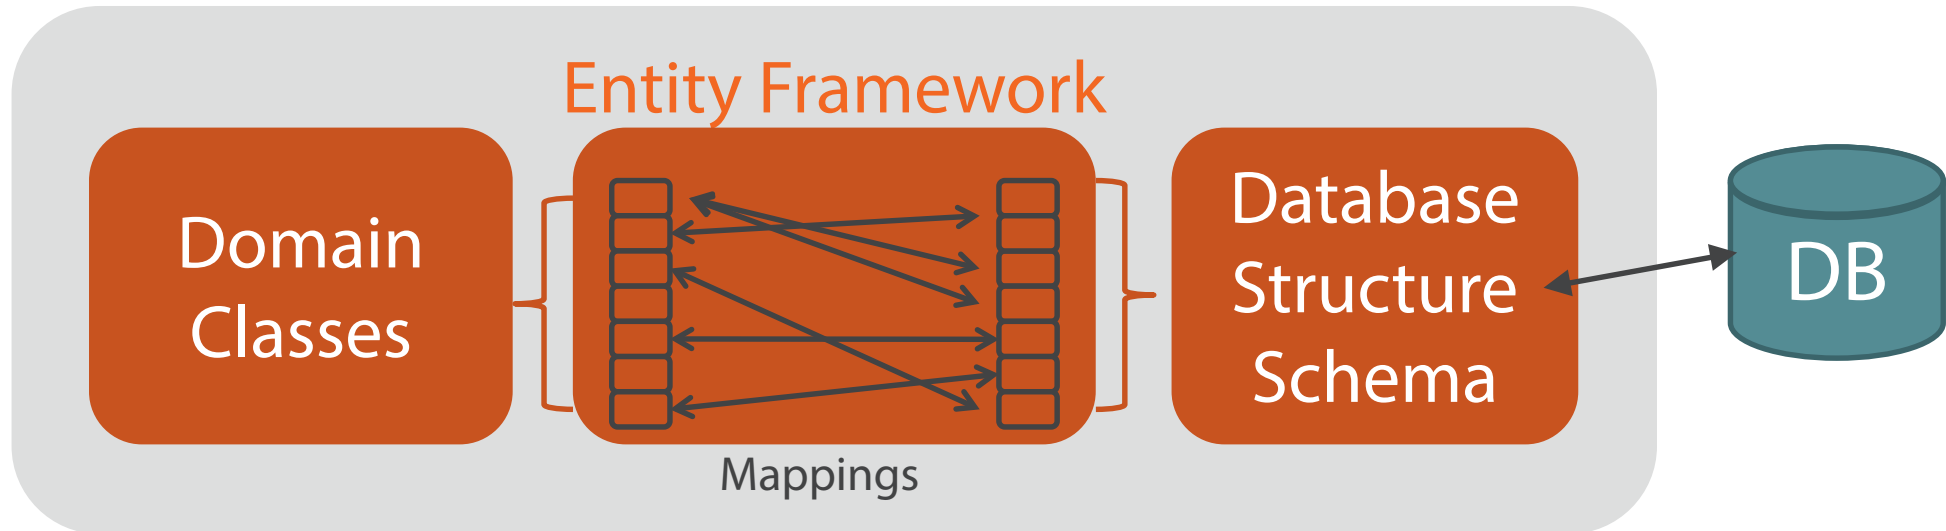 Entity Framework
Domain
Classes
Database
Structure
Schema
DB
Mappings